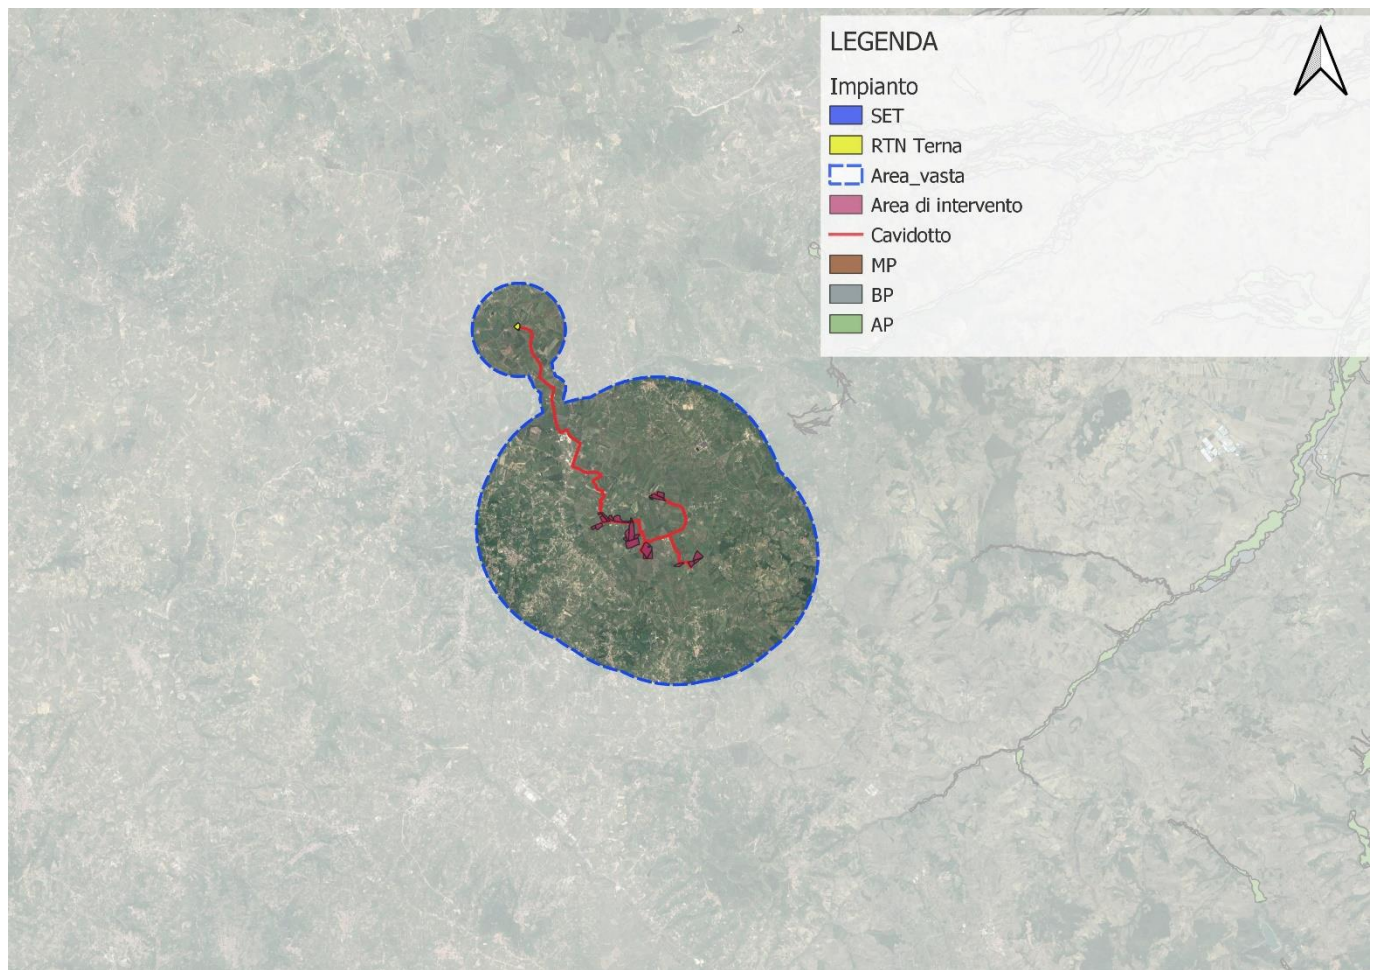 LEGENDA
Impianto
SET
RTN Terna
Area_vasta
Area di intervento
Cavidotto
MP
BP
AP